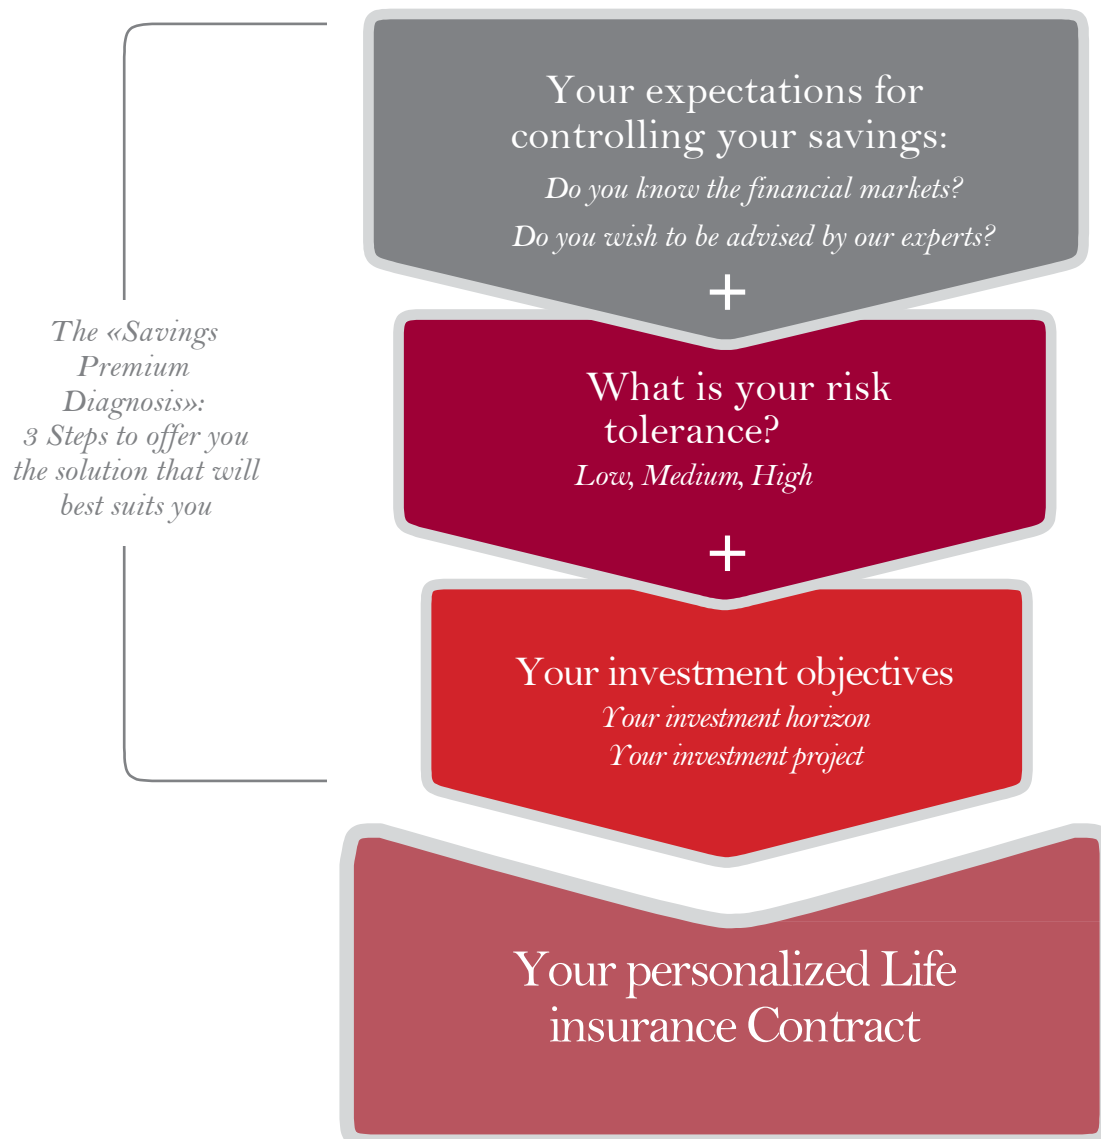 Your expectations for
controlling your savings:
Do you know the financial markets?
Do you wish to be advised by our experts?
+
The «Savings
Premium
Diagnosis»:
3 Steps to offer you
the solution that will
best suits you
What is your risk
tolerance?
Low, Medium, High
+
Your investment objectives
Your investment horizon
Your investment project
Your personalized Life
insurance Contract